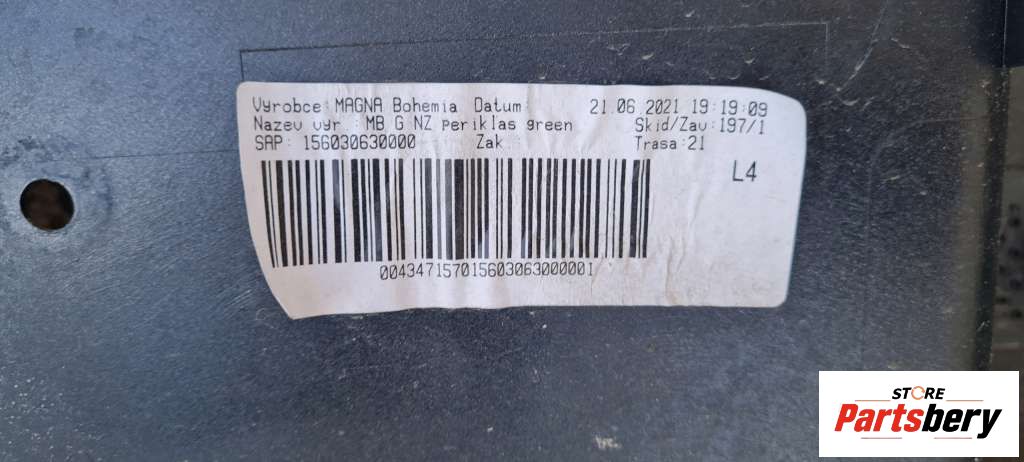 Vyrobce: MAGNA Bohemia Datum: 21.06.2021 19:19:09
Nazev vyr : MB G NZ periklas green Skid/Zav:197/1
SAP: 156030630000 Zak Trasa:21
L4
004347157015603063000001
STORE
Partsbery